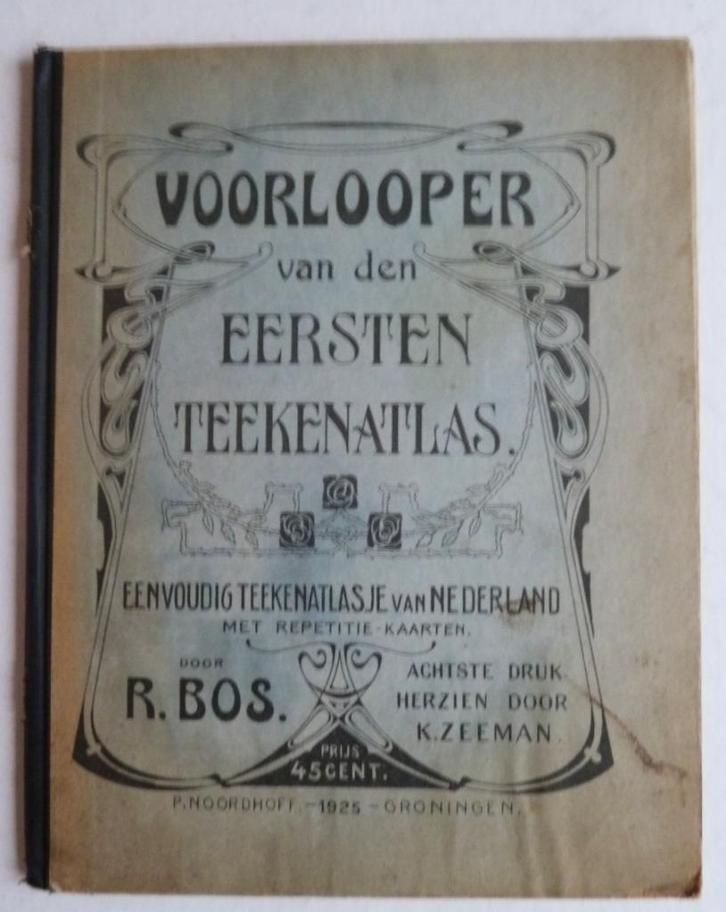 VOORLOOPER
van den
EERSTEN
TEEKENATLAS.
EENVOUDIG TEEKENATLASJE VAN NEDERLAND
MET REPETITIE-KAARTEN.
DOOR
R. BOS.
ACHTSTE DRUK
HERZIEN DOOR
K. ZEEMAN.
PRIJS
45 CENT.
P. NOORDHOFF. - 1925 - GRONINGEN.